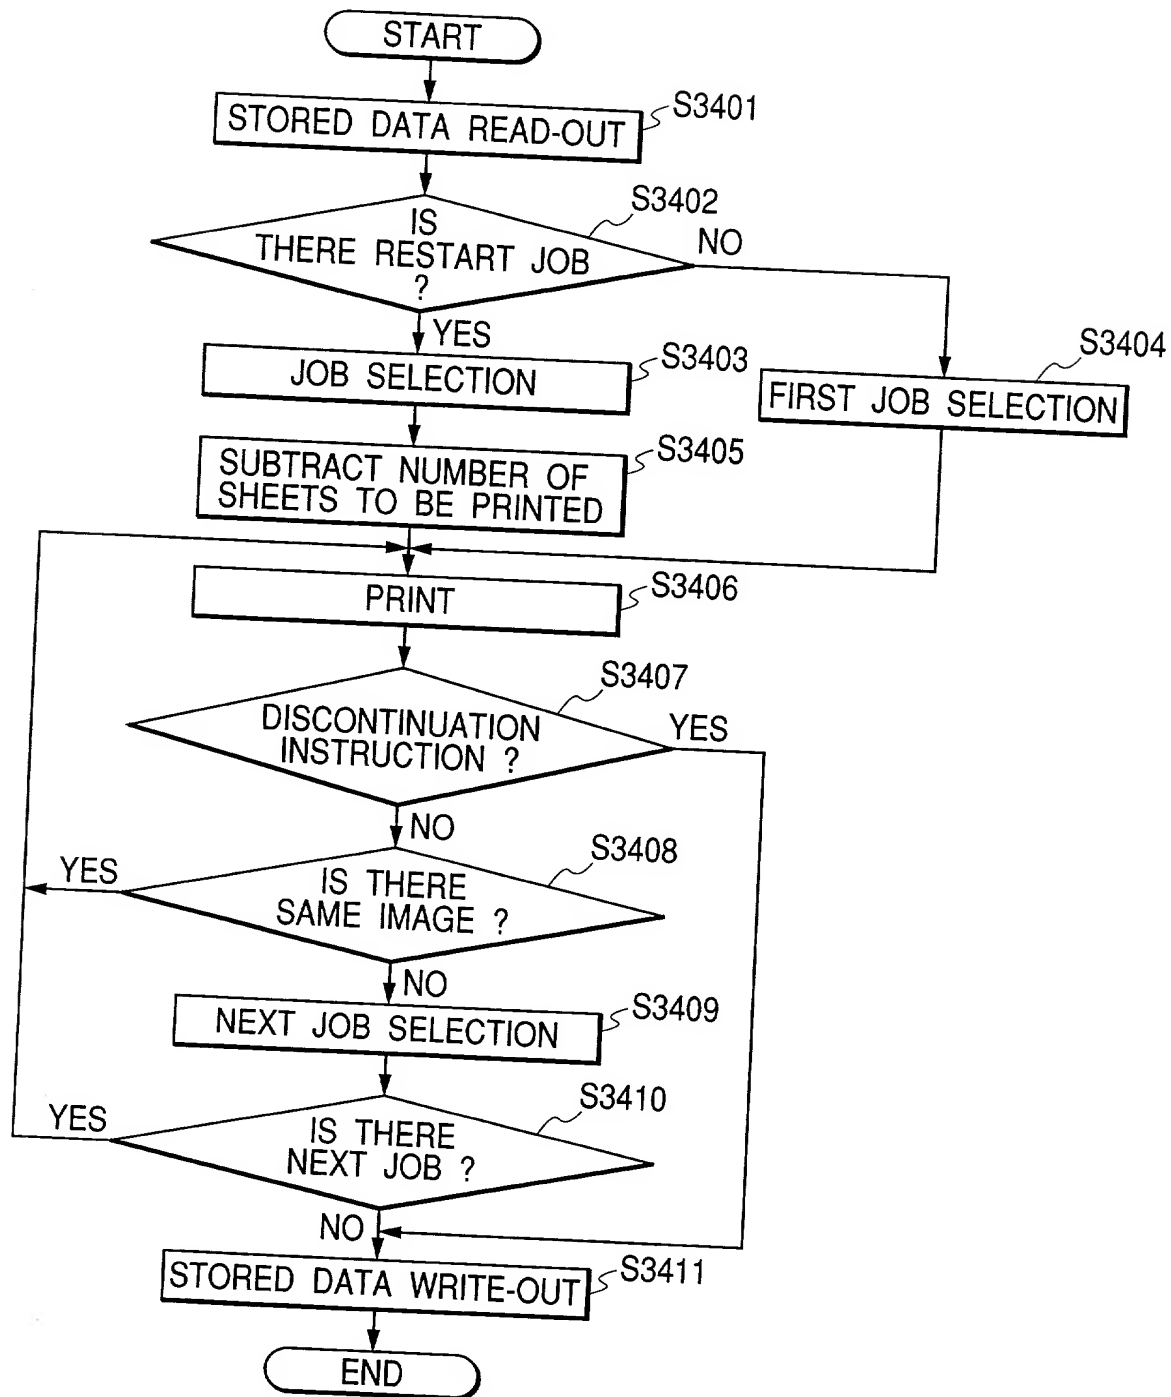 START
STORED DATA READ-OUT
S3401
IS
THERE RESTART JOB
?
S3402
NO
YES
JOB SELECTION
S3403
S3404
FIRST JOB SELECTION
SUBTRACT NUMBER OF
SHEETS TO BE PRINTED
S3405
PRINT
S3406
DISCONTINUATION
INSTRUCTION ?
S3407
YES
NO
IS THERE
SAME IMAGE ?
S3408
YES
NO
NEXT JOB SELECTION
S3409
IS THERE
NEXT JOB ?
S3410
YES
NO
STORED DATA WRITE-OUT
S3411
END